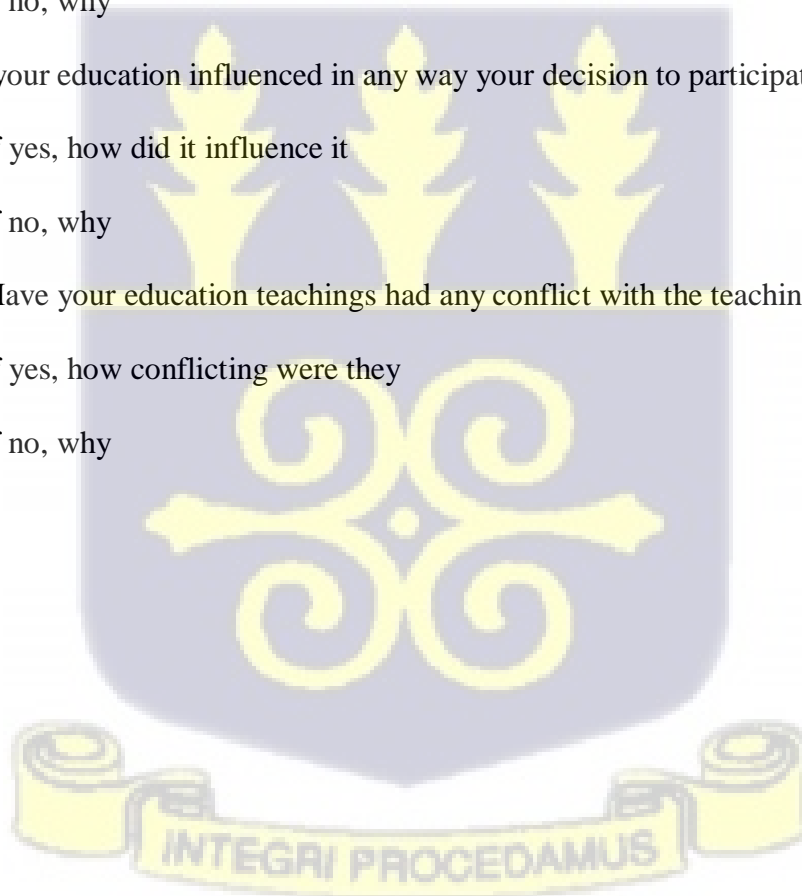 no, why
your education influenced in any way your decision to participat
f yes, how did it influence it
f no, why
Have your education teachings had any conflict with the teachin
f yes, how conflicting were they
f no, why
INTEGRI PROCEDAMUS